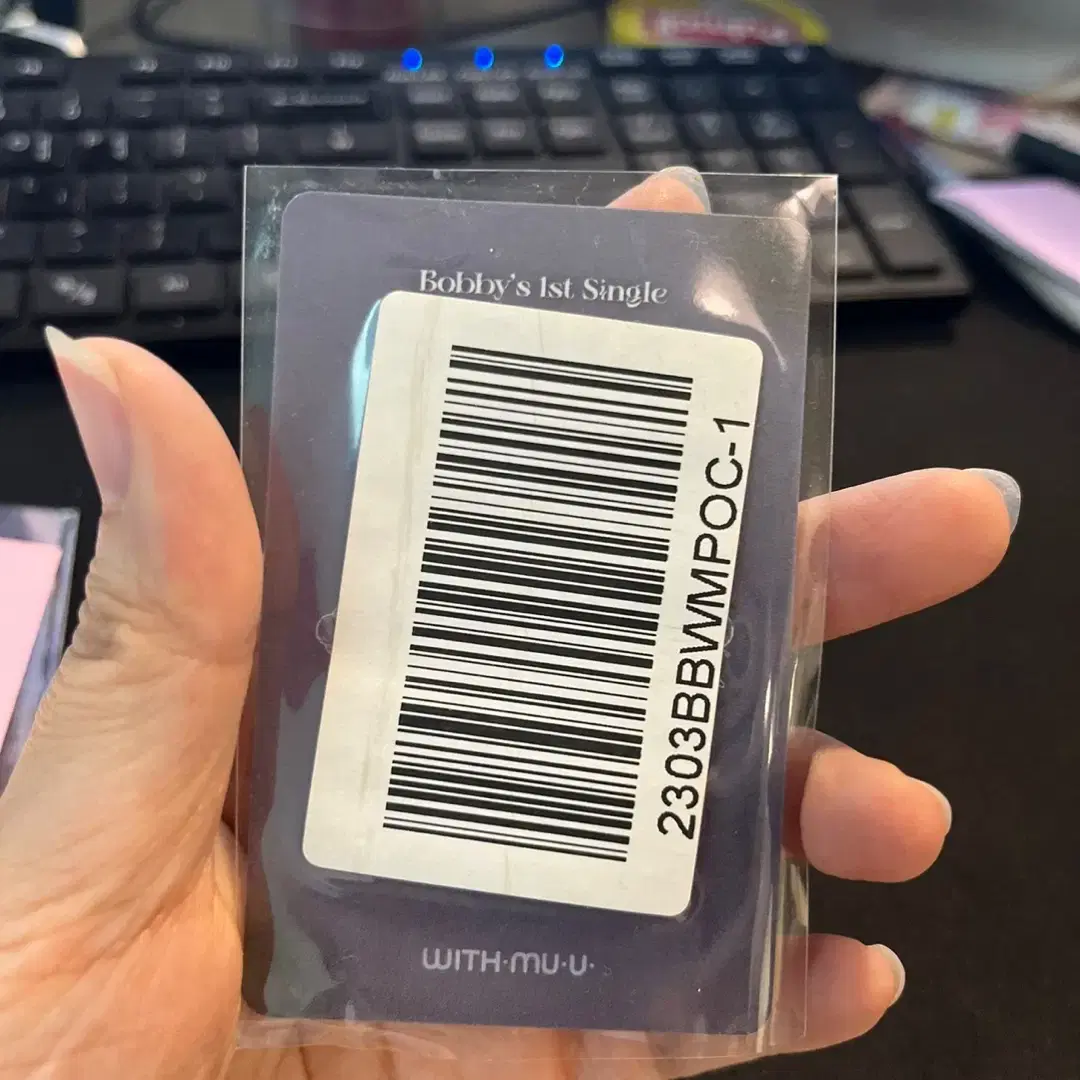 Bobby's 1st Single
2303BBWMPOC-1
WITH·MU·U·